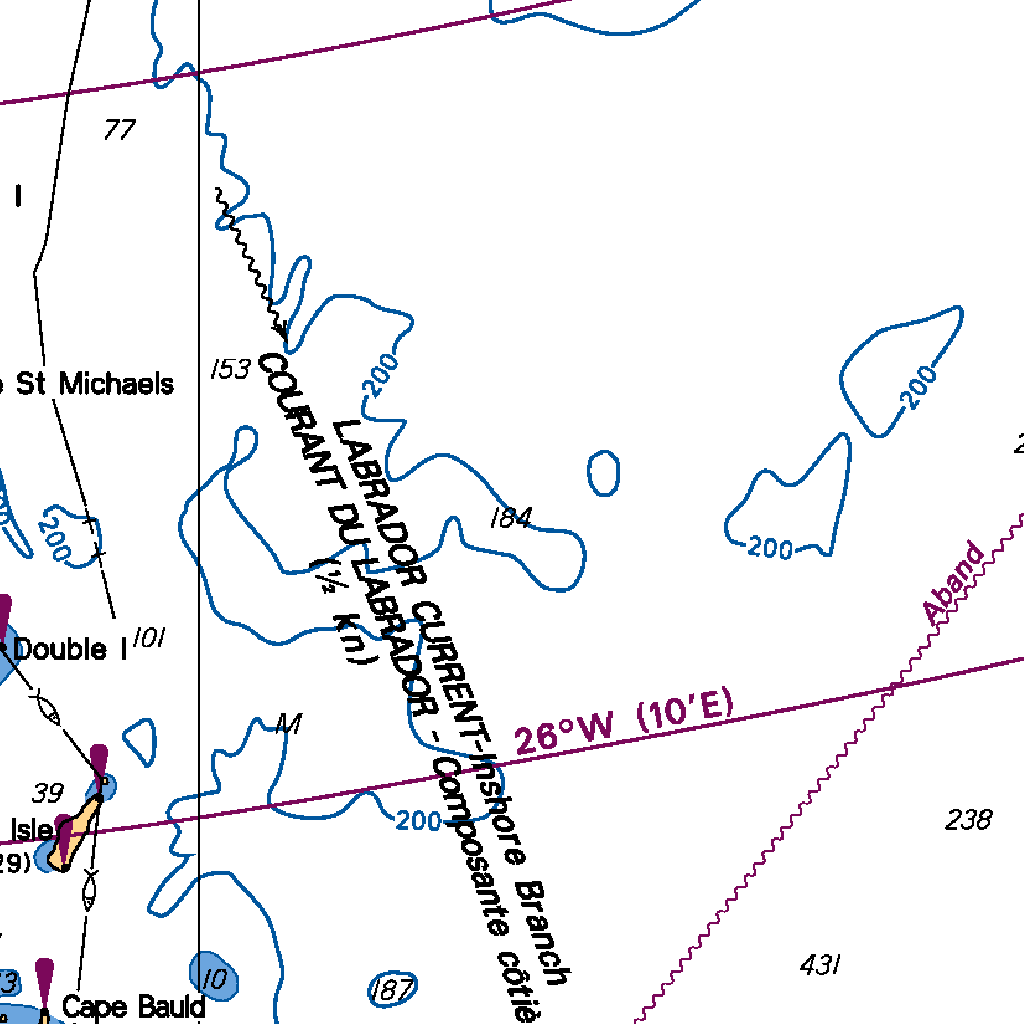 77
I
153
200
St Michaels
200
LABRADOR CURRENT-Inshore Branch
COURANT DU LABRADOR - Composante
(½ kn)
184
200
200
200
Aband
Double I
101
26°W (10'E)
M
39
200
238
Isle
29)
431
10
187
Cape Bauld